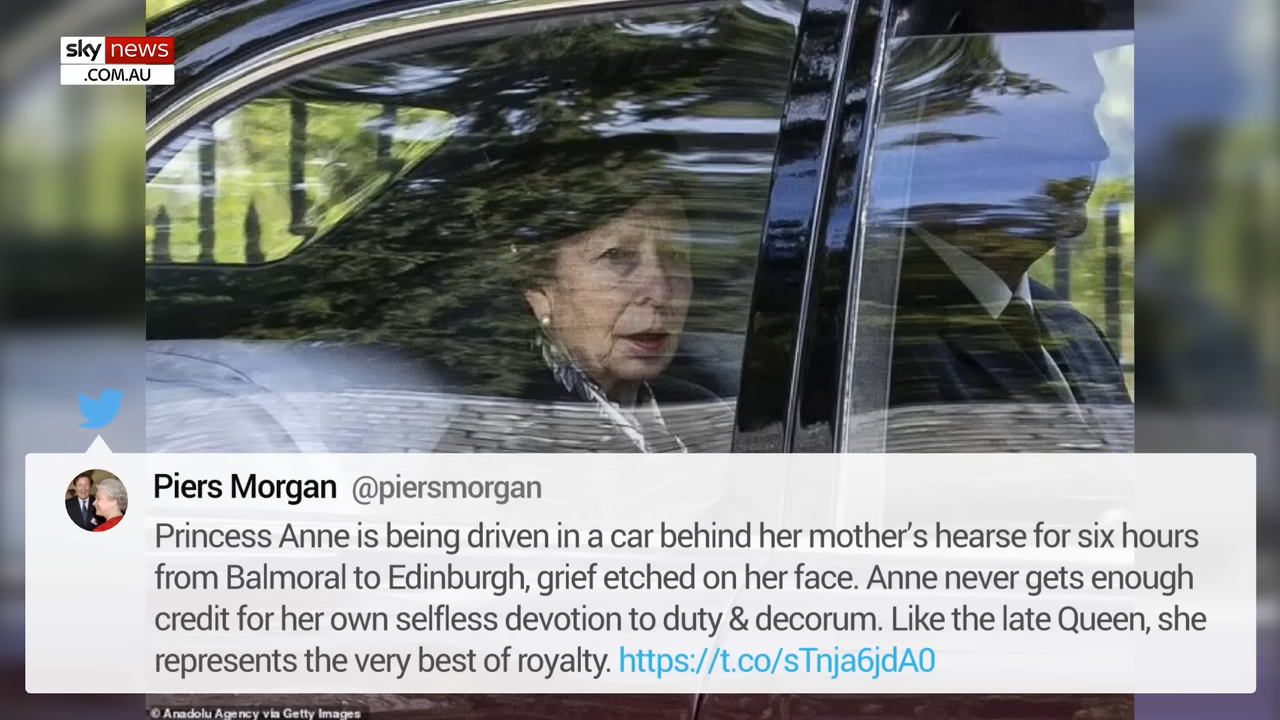 sky news
.COM.AU
Piers Morgan @piersmorgan
Princess Anne is being driven in a car behind her mother’s hearse for six hours
from Balmoral to Edinburgh, grief etched on her face. Anne never gets enough
credit for her own selfless devotion to duty & decorum. Like the late Queen, she
represents the very best of royalty. https://t.co/sTnja6jdA0
© Anadolu Agency via Getty Images